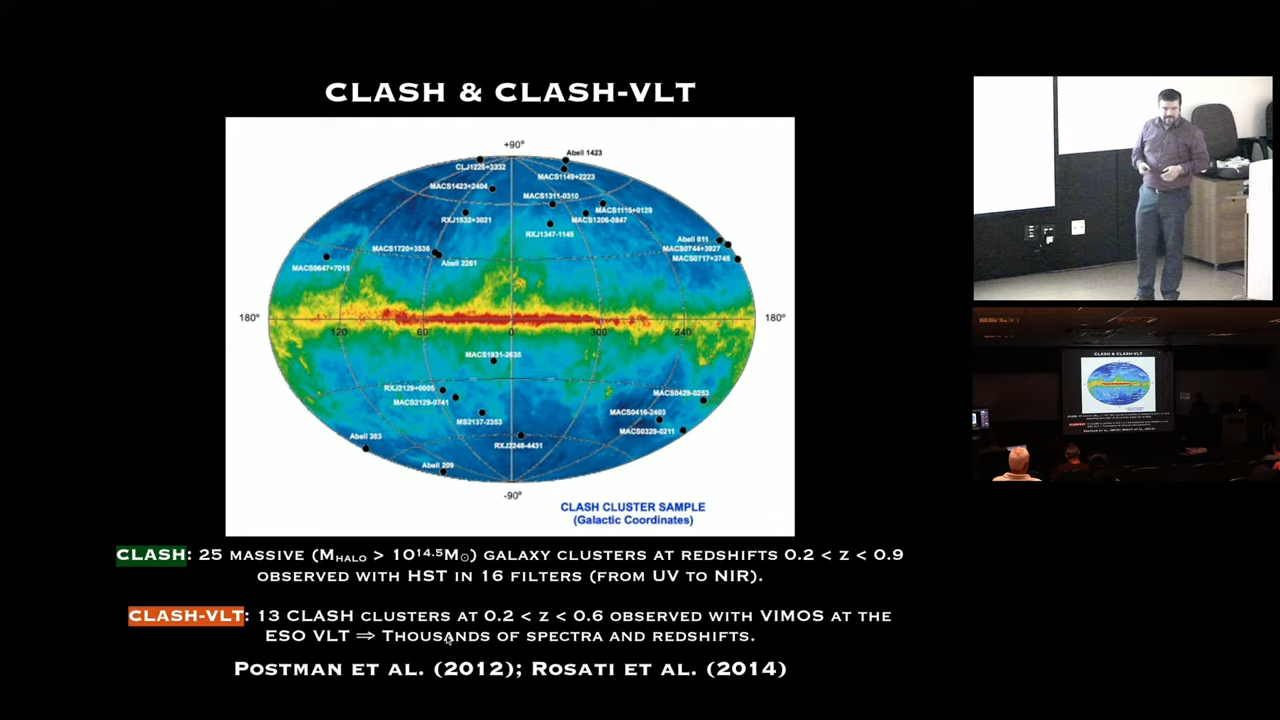 CLASH & CLASH-VLT
+90°
Abell 1423
CLJ1226+3332
MACS1149+2223
MACS1423+2404
MACS1311-0310
MACS1115+0129
RXJ1532+3021
MACS1206-0847
RXJ1347-1145
Abell 611
MACS1720+3536
MACS0744+3927
Abell 2261
MACS0717+3745
MACS0647+7015
180°
180°
120
60
0
300
240
MACS1931-2635
RXJ2129+0005
MACS0429-0253
MACS2129-0741
MACS0416-2403
MS2137-2353
MACS0329-0211
Abell 383
RXJ2248-4431
Abell 209
-90°
CLASH CLUSTER SAMPLE
(Galactic Coordinates)
CLASH: 25 MASSIVE (MHALO > 10^14.5 M⊙) GALAXY CLUSTERS AT REDSHIFTS 0.2 < Z < 0.9
OBSERVED WITH HST IN 16 FILTERS (FROM UV TO NIR).
CLASH-VLT: 13 CLASH CLUSTERS AT 0.2 < Z < 0.6 OBSERVED WITH VIMOS AT THE
ESO VLT ⇒ THOUSANDS OF SPECTRA AND REDSHIFTS.
POSTMAN ET AL. (2012); ROSATI ET AL. (2014)
CLASH & CLASH-VLT